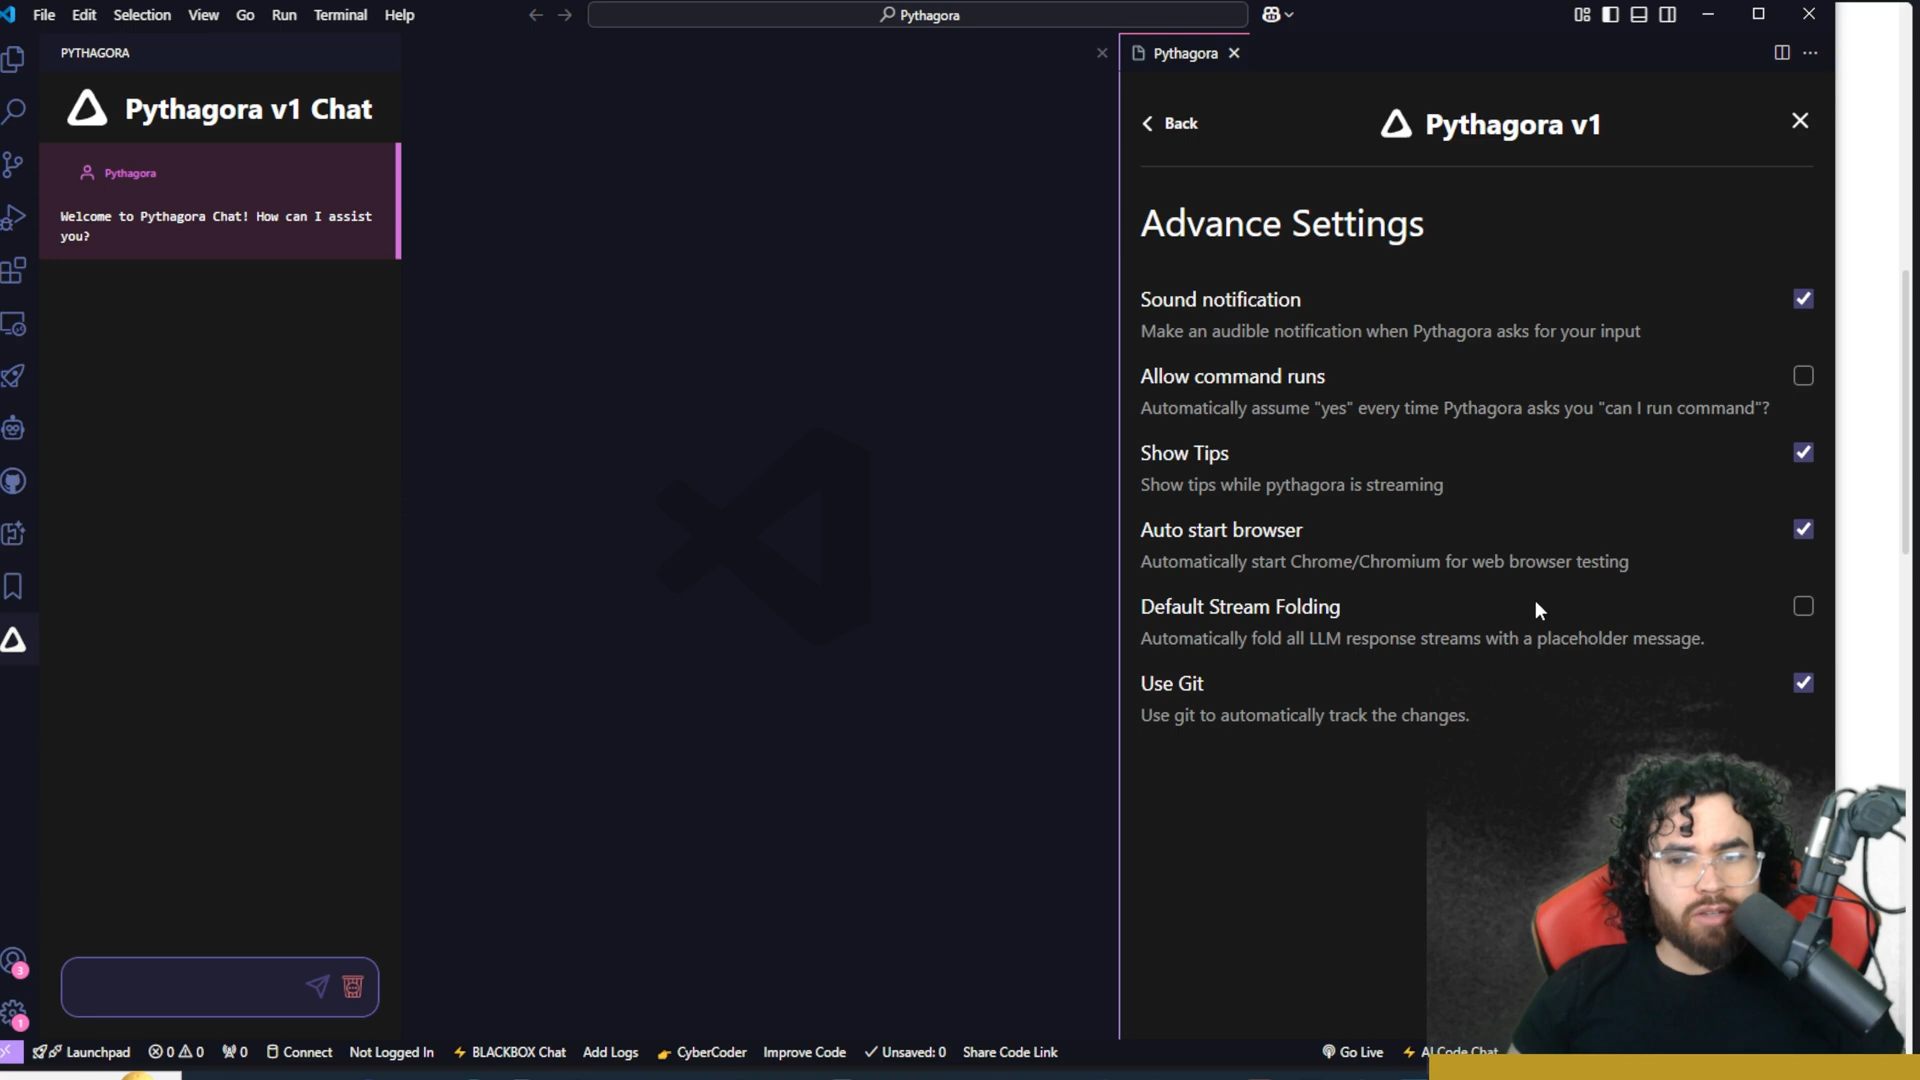 File Edit Selection View Go Run Terminal Help
Pythagora
PYTHAGORA
Pythagora v1 Chat
Pythagora
Welcome to Pythagora Chat! How can I assist
you?
Pythagora
Back
Pythagora v1
Advance Settings
Sound notification
Make an audible notification when Pythagora asks for your input
Allow command runs
Automatically assume "yes" every time Pythagora asks you "can I run command"?
Show Tips
Show tips while pythagora is streaming
Auto start browser
Automatically start Chrome/Chromium for web browser testing
Default Stream Folding
Automatically fold all LLM response streams with a placeholder message.
Use Git
Use git to automatically track the changes.
3
1
Launchpad 0 0 0 Connect Not Logged In BLACKBOX Chat Add Logs CyberCoder Improve Code Unsaved: 0 Share Code Link Go Live AI Code Chat